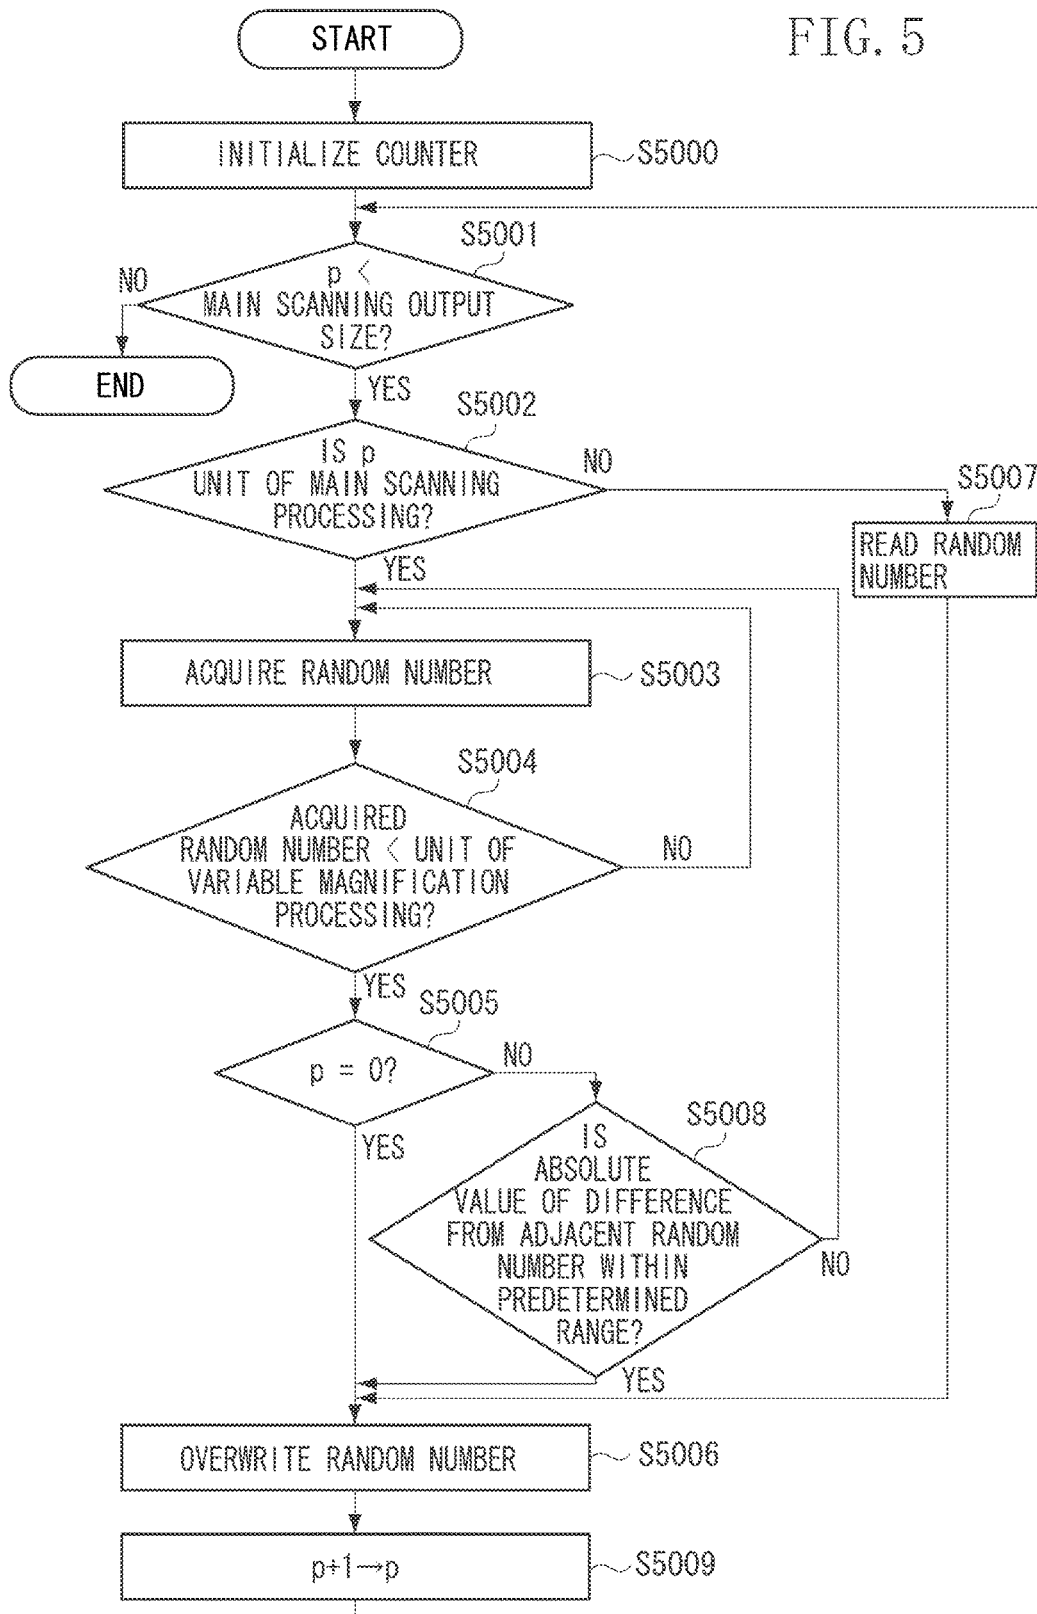 FIG. 5
START
INITIALIZE COUNTER
S5000
S5001
p <
MAIN SCANNING OUTPUT
SIZE?
NO
END
YES
S5002
IS p
UNIT OF MAIN SCANNING
PROCESSING?
NO
S5007
READ RANDOM
NUMBER
YES
ACQUIRE RANDOM NUMBER
S5003
S5004
ACQUIRED
RANDOM NUMBER < UNIT OF
VARIABLE MAGNIFICATION
PROCESSING?
NO
YES
S5005
p = 0?
NO
YES
S5008
IS
ABSOLUTE
VALUE OF DIFFERENCE
FROM ADJACENT RANDOM
NUMBER WITHIN
PREDETERMINED
RANGE?
NO
YES
OVERWRITE RANDOM NUMBER
S5006
p+1→p
S5009